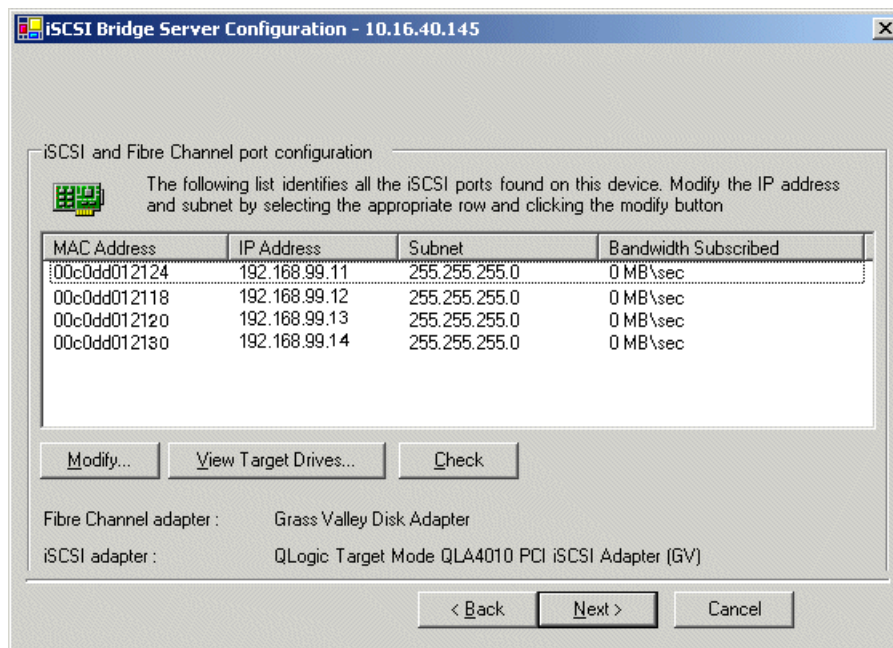 iSCSI Bridge Server Configuration - 10.16.40.145
iSCSI and Fibre Channel port configuration
The following list identifies all the iSCSI ports found on this device. Modify the IP address
and subnet by selecting the appropriate row and clicking the modify button
MAC Address IP Address Subnet Bandwidth Subscribed
00c0dd012124 192.168.99.11 255.255.255.0 0 MB\sec
00c0dd012118 192.168.99.12 255.255.255.0 0 MB\sec
00c0dd012120 192.168.99.13 255.255.255.0 0 MB\sec
00c0dd012130 192.168.99.14 255.255.255.0 0 MB\sec
Modify... View Target Drives... Check
Fibre Channel adapter : Grass Valley Disk Adapter
iSCSI adapter : QLogic Target Mode QLA4010 PCI iSCSI Adapter (GV)
< Back Next > Cancel